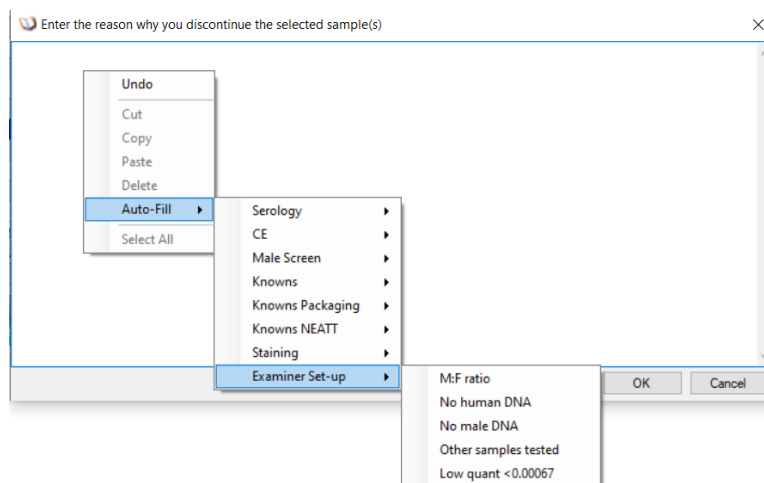 Enter the reason why you discontinue the selected sample(s)
Undo
Cut
Copy
Paste
Delete
Auto-Fill
Select All
Serology
CE
Male Screen
Knowns
Knowns Packaging
Knowns NEATT
Staining
Examiner Set-up
M:F ratio
No human DNA
No male DNA
Other samples tested
Low quant <0.00067
OK
Cancel